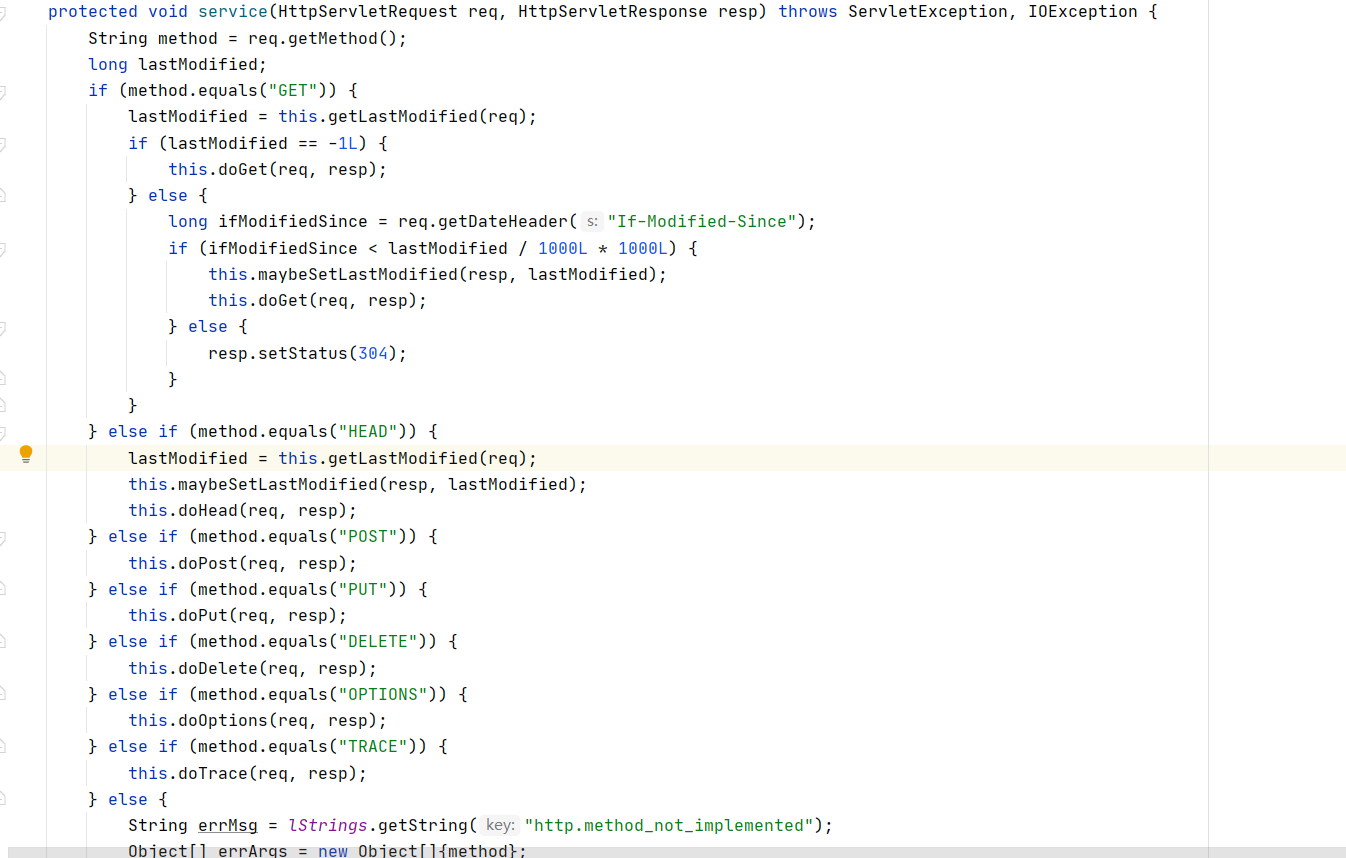 protected void service(HttpServletRequest req, HttpServletResponse resp) throws ServletException, IOException {
    String method = req.getMethod();
    long lastModified;
    if (method.equals("GET")) {
        lastModified = this.getLastModified(req);
        if (lastModified == -1L) {
            this.doGet(req, resp);
        } else {
            long ifModifiedSince = req.getDateHeader( s: "If-Modified-Since");
            if (ifModifiedSince < lastModified / 1000L * 1000L) {
                this.maybeSetLastModified(resp, lastModified);
                this.doGet(req, resp);
            } else {
                resp.setStatus(304);
            }
        }
    } else if (method.equals("HEAD")) {
        lastModified = this.getLastModified(req);
        this.maybeSetLastModified(resp, lastModified);
        this.doHead(req, resp);
    } else if (method.equals("POST")) {
        this.doPost(req, resp);
    } else if (method.equals("PUT")) {
        this.doPut(req, resp);
    } else if (method.equals("DELETE")) {
        this.doDelete(req, resp);
    } else if (method.equals("OPTIONS")) {
        this.doOptions(req, resp);
    } else if (method.equals("TRACE")) {
        this.doTrace(req, resp);
    } else {
        String errMsg = lStrings.getString( key: "http.method_not_implemented");
        Object[] errArgs = new Object[]{method};